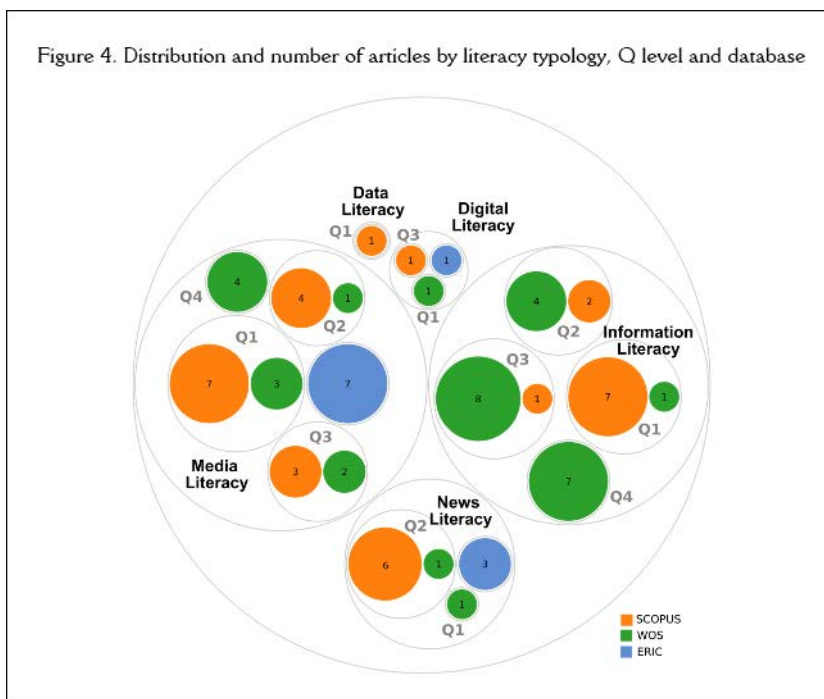 Figure 4. Distribution and number of articles by literacy typology, Q level and database
Data
Literacy
Q1
1
Digital
Literacy
Q3
1
1
1
Q1
Q4
4
4
1
Q2
Q1
7
3
7
Q3
3
2
Media
Literacy
4
2
Q2
Information
Literacy
Q3
8
1
7
1
Q1
7
Q4
News
Literacy
Q2
6
1
3
1
Q1
SCOPUS
WOS
ERIC